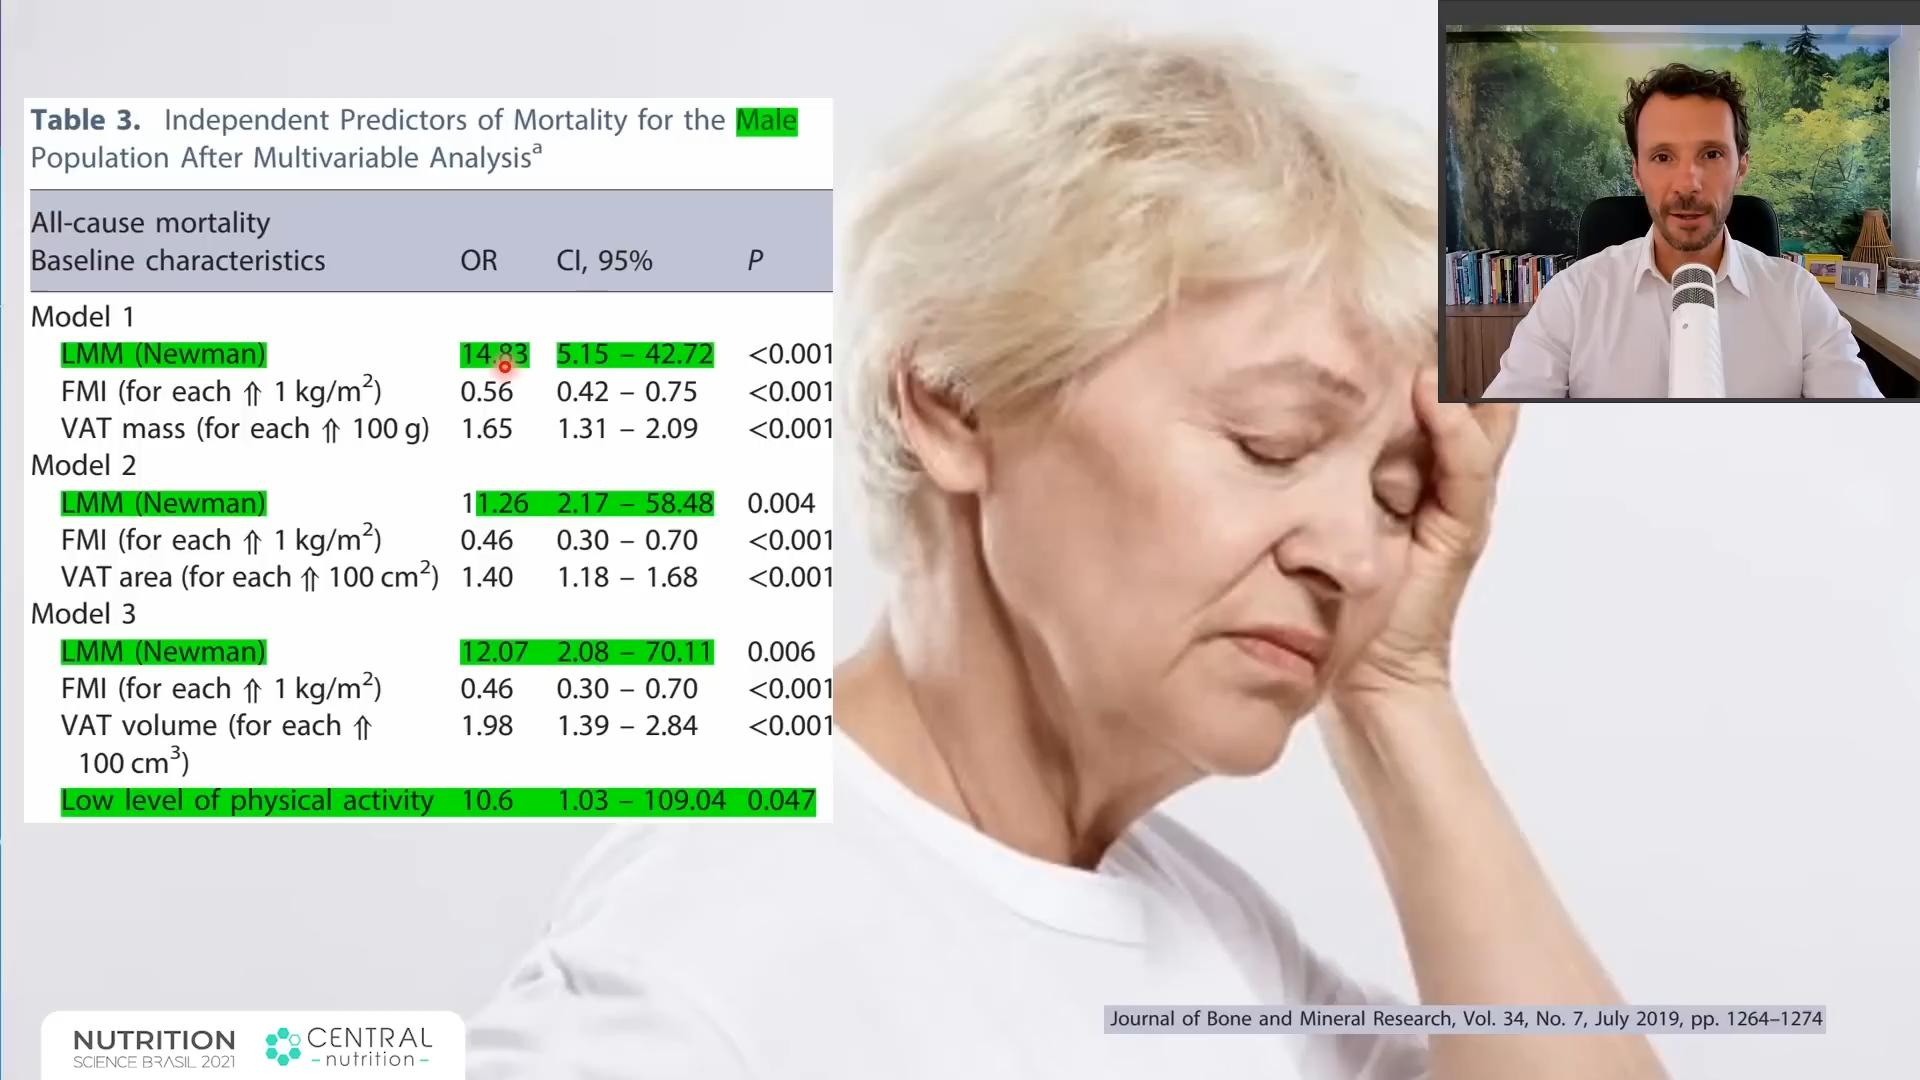 Table 3. Independent Predictors of Mortality for the Male
Population After Multivariable Analysisᵃ
All-cause mortality
Baseline characteristics OR CI, 95% P
Model 1
LMM (Newman) 14.83 5.15 – 42.72 <0.001
FMI (for each ⇑ 1 kg/m²) 0.56 0.42 – 0.75 <0.001
VAT mass (for each ⇑ 100 g) 1.65 1.31 – 2.09 <0.001
Model 2
LMM (Newman) 11.26 2.17 – 58.48 0.004
FMI (for each ⇑ 1 kg/m²) 0.46 0.30 – 0.70 <0.001
VAT area (for each ⇑ 100 cm²) 1.40 1.18 – 1.68 <0.001
Model 3
LMM (Newman) 12.07 2.08 – 70.11 0.006
FMI (for each ⇑ 1 kg/m²) 0.46 0.30 – 0.70 <0.001
VAT volume (for each ⇑ 1.98 1.39 – 2.84 <0.001
100 cm³)
Low level of physical activity 10.6 1.03 – 109.04 0.047
Journal of Bone and Mineral Research, Vol. 34, No. 7, July 2019, pp. 1264–1274
NUTRITION
SCIENCE BRASIL 2021
CENTRAL
– nutrition –